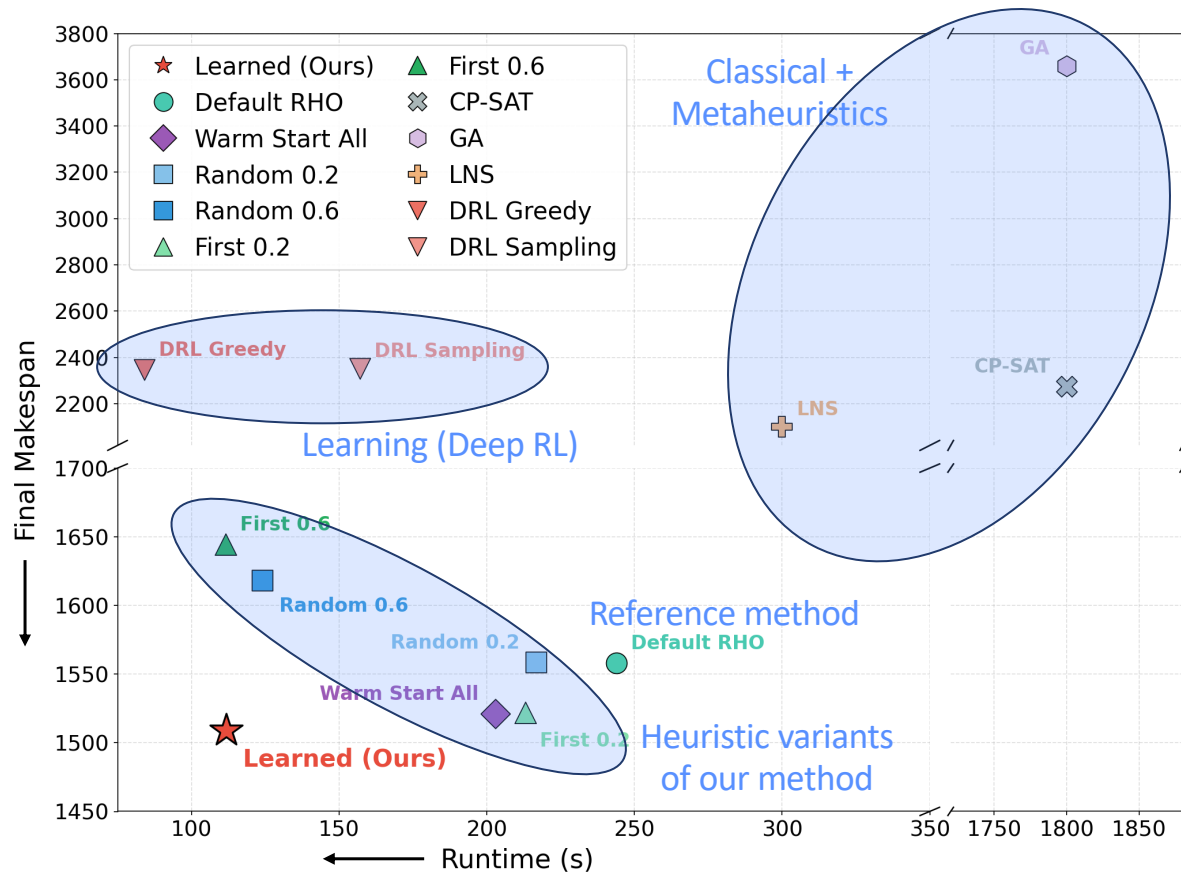 3800
3600
3400
3200
3000
2800
2600
2400
2200
1700
1650
1600
1550
1500
1450
Final Makespan
Learned (Ours)
Default RHO
Warm Start All
Random 0.2
Random 0.6
First 0.2
First 0.6
CP-SAT
GA
LNS
DRL Greedy
DRL Sampling
Classical +
Metaheuristics
GA
DRL Greedy
DRL Sampling
CP-SAT
LNS
Learning (Deep RL)
First 0.6
Random 0.6
Reference method
Random 0.2
Default RHO
Warm Start All
First 0.2
Heuristic variants
of our method
Learned (Ours)
100
150
200
250
300
350
1750
1800
1850
Runtime (s)